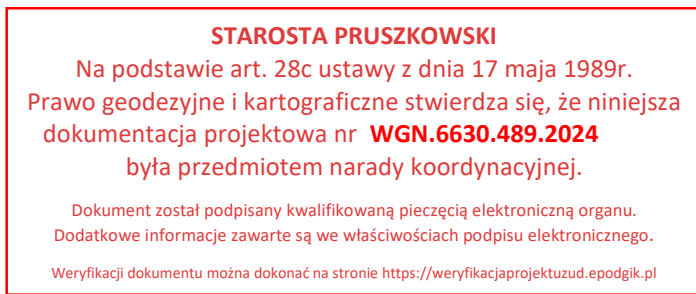 STAROSTA PRUSZKOWSKI
Na podstawie art. 28c ustawy z dnia 17 maja 1989r.
Prawo geodezyjne i kartograficzne stwierdza się, że niniejsza
dokumentacja projektowa nr WGN.6630.489.2024
była przedmiotem narady koordynacyjnej.
Dokument został podpisany kwalifikowaną pieczęcią elektroniczną organu.
Dodatkowe informacje zawarte są we właściwościach podpisu elektronicznego.
Weryfikacji dokumentu można dokonać na stronie https://weryfikacjaprojektuzud.epodgik.pl